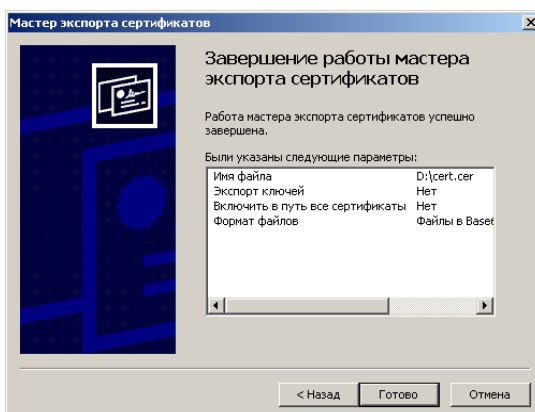 Мастер экспорта сертификатов
Завершение работы мастера
экспорта сертификатов
Работа мастера экспорта сертификатов успешно
завершена.
Были указаны следующие параметры:
Имя файла D:\cert.cer
Экспорт ключей Нет
Включить в путь все сертификаты Нет
Формат файлов Файлы в Base6
< Назад Готово Отмена